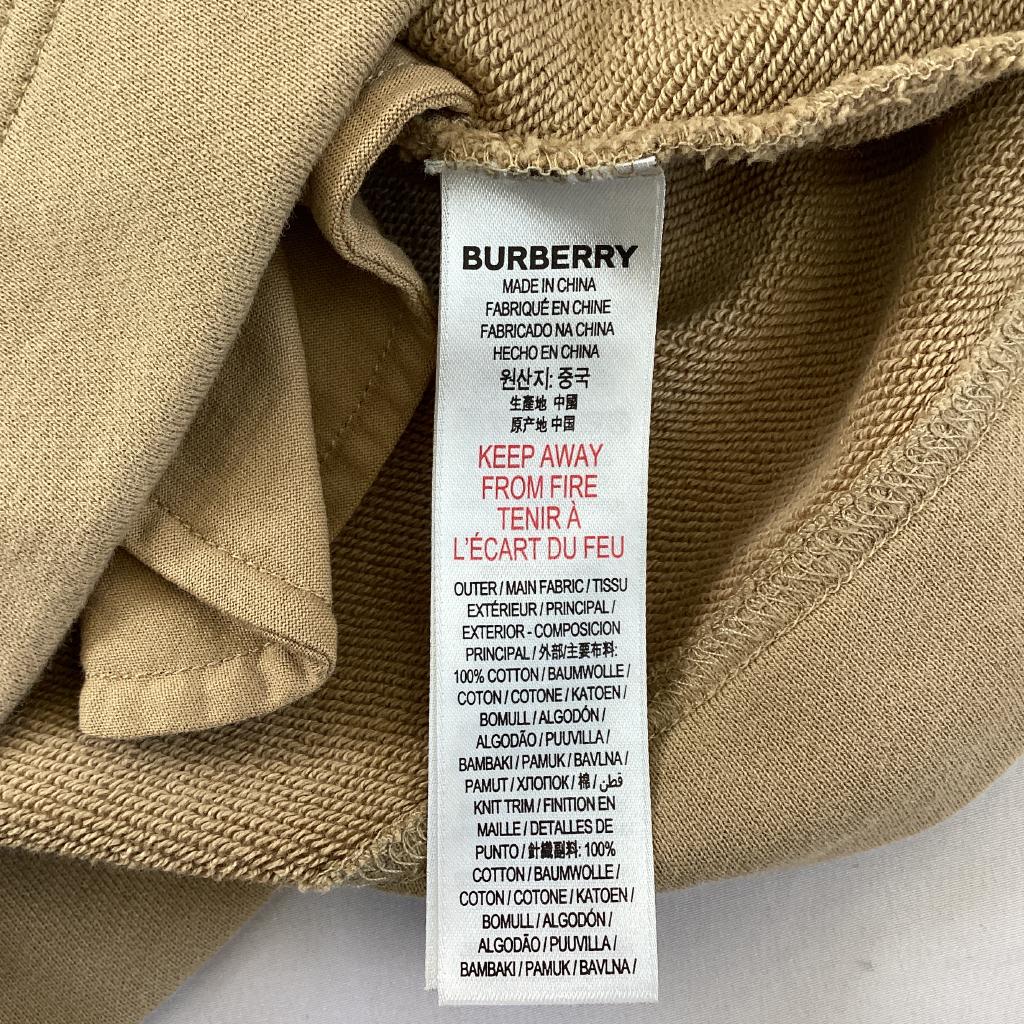 BURBERRY
MADE IN CHINA
FABRIQUÉ EN CHINE
FABRICADO NA CHINA
HECHO EN CHINA
원산지: 중국
生產地 中國
原产地 中国
KEEP AWAY
FROM FIRE
TENIR À
L'ÉCART DU FEU
OUTER / MAIN FABRIC / TISSU
EXTÉRIEUR / PRINCIPAL /
EXTERIOR - COMPOSICION
PRINCIPAL / 外部/主要布料:
100% COTTON / BAUMWOLLE /
COTON / COTONE / KATOEN /
BOMULL / ALGODÓN /
ALGODÃO / PUUVILLA /
BAMBAKI / PAMUK / BAVLNA /
PAMUT / ХЛОПОК / 棉 / قطن
KNIT TRIM / FINITION EN
MAILLE / DETALLES DE
PUNTO / 針織副料: 100%
COTTON / BAUMWOLLE /
COTON / COTONE / KATOEN /
BOMULL / ALGODÓN /
ALGODÃO / PUUVILLA /
BAMBAKI / PAMUK / BAVLNA /